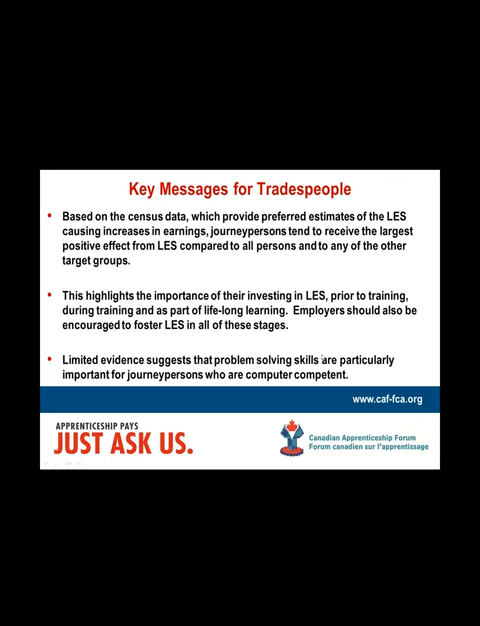 Key Messages for Tradespeople
• Based on the census data, which provide preferred estimates of the LES
causing increases in earnings, journeypersons tend to receive the largest
positive effect from LES compared to all persons and to any of the other
target groups.
• This highlights the importance of their investing in LES, prior to training,
during training and as part of life-long learning. Employers should also be
encouraged to foster LES in all of these stages.
• Limited evidence suggests that problem solving skills are particularly
important for journeypersons who are computer competent.
www.caf-fca.org
APPRENTICESHIP PAYS
JUST ASK US.
Canadian Apprenticeship Forum
Forum canadien sur l'apprentissage